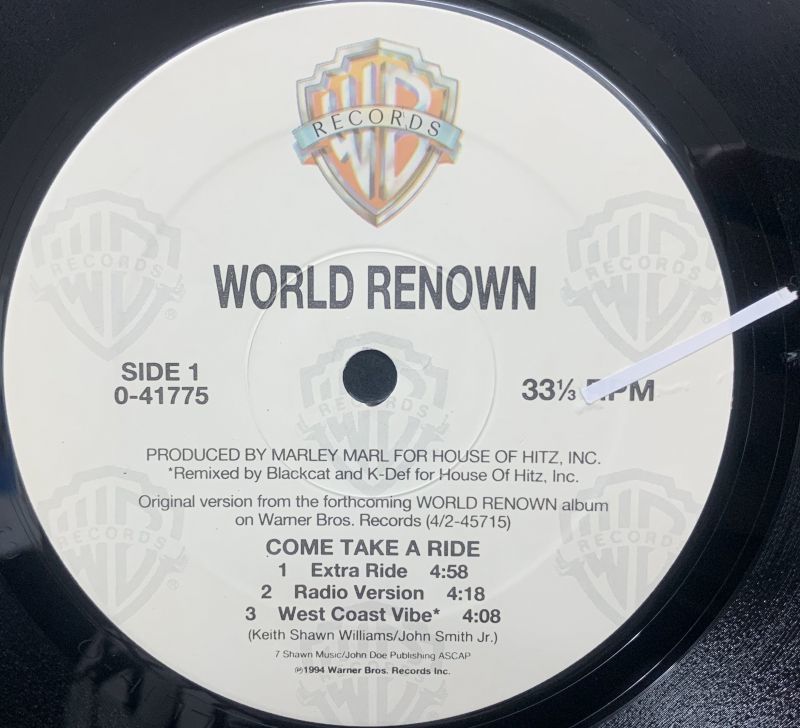 WB
RECORDS
WORLD RENOWN
SIDE 1
0-41775
33⅓ RPM
PRODUCED BY MARLEY MARL FOR HOUSE OF HITZ, INC.
*Remixed by Blackcat and K-Def for House Of Hitz, Inc.
Original version from the forthcoming WORLD RENOWN album
on Warner Bros. Records (4/2-45715)
COME TAKE A RIDE
1 Extra Ride 4:58
2 Radio Version 4:18
3 West Coast Vibe* 4:08
(Keith Shawn Williams/John Smith Jr.)
7 Shawn Music/John Doe Publishing ASCAP
℗1994 Warner Bros. Records Inc.